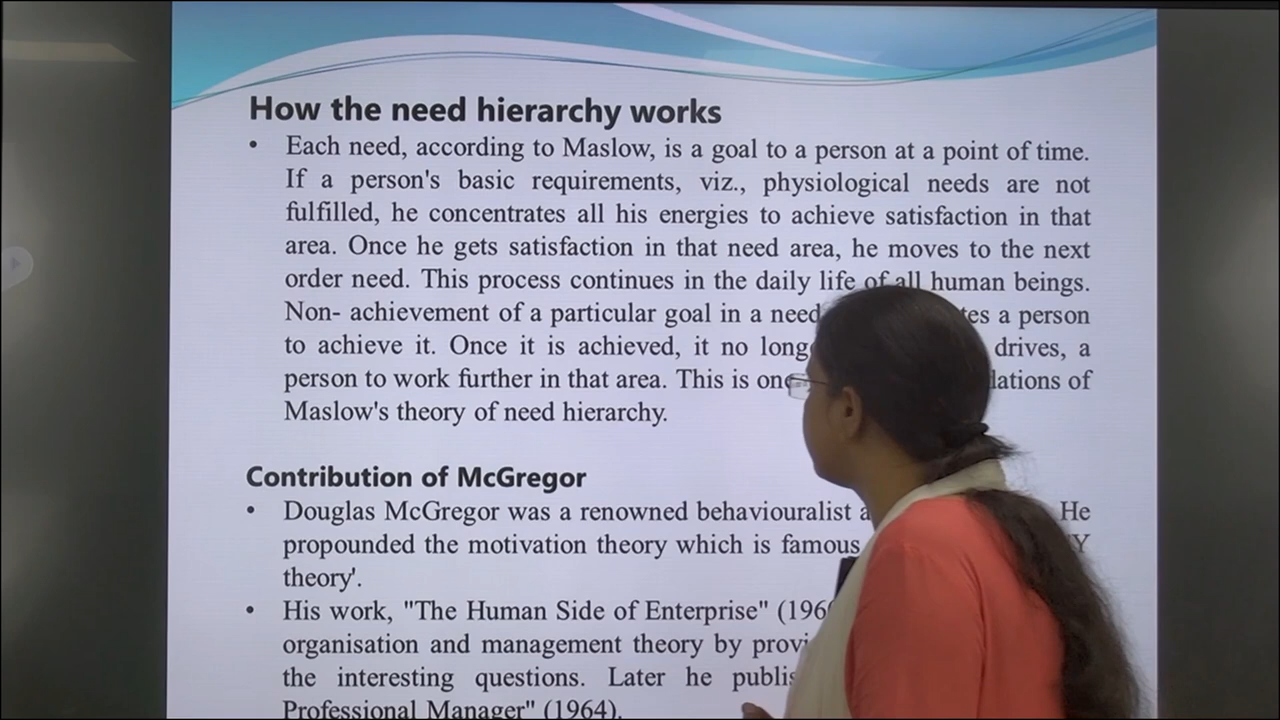 How the need hierarchy works
• Each need, according to Maslow, is a goal to a person at a point of time.
If a person's basic requirements, viz., physiological needs are not
fulfilled, he concentrates all his energies to achieve satisfaction in that
area. Once he gets satisfaction in that need area, he moves to the next
order need. This process continues in the daily life of all human beings.
Non- achievement of a particular goal in a need a person
to achieve it. Once it is achieved, it no drives, a
person to work further in that area. This is of
Maslow's theory of need hierarchy.
Contribution of McGregor
• Douglas McGregor was a renowned behaviouralist He
propounded the motivation theory which is famous Y
theory'.
• His work, "The Human Side of Enterprise"
organisation and management theory by
the interesting questions. Later he
Professional Manager" (1964).